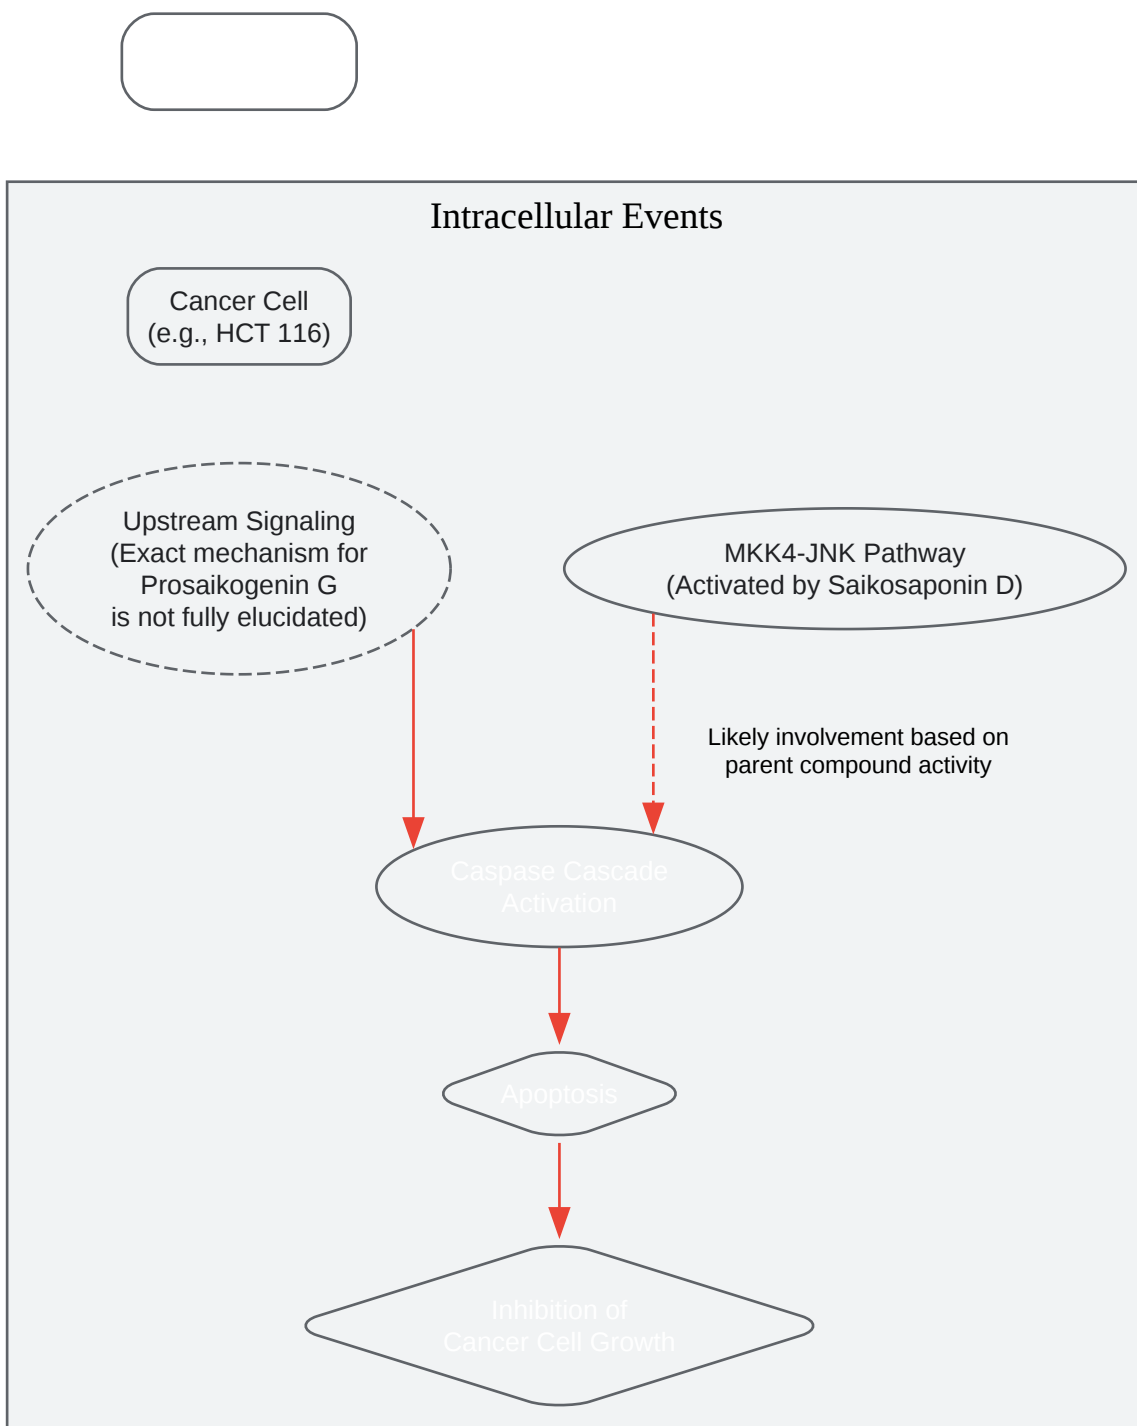 Intracellular Events
Cancer Cell
(e.g., HCT 116)
Upstream Signaling
(Exact mechanism for
Prosaikogenin G
is not fully elucidated)
MKK4-JNK Pathway
(Activated by Saikosaponin D)
Likely involvement based on
parent compound activity
Caspase Cascade
Activation
Apoptosis
Inhibition of
Cancer Cell Growth